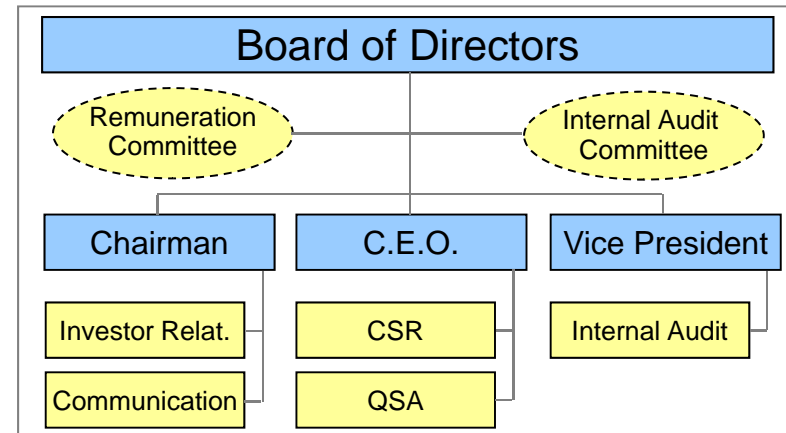 Board of Directors
Remuneration
Committee
Internal Audit
Committee
Chairman
C.E.O.
Vice President
Investor Relat.
CSR
Internal Audit
Communication
QSA